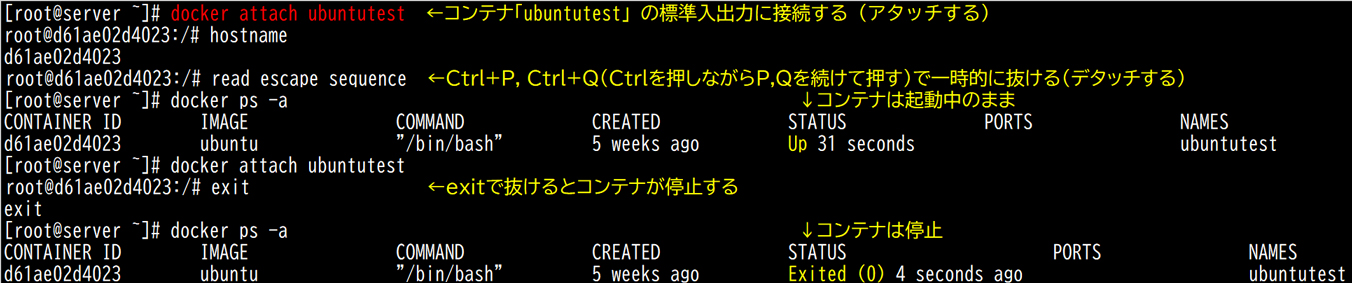 [root@server ~]# docker attach ubuntutest ←コンテナ「ubuntutest」の標準入出力に接続する（アタッチする）
root@d61ae02d4023:/# hostname
d61ae02d4023
root@d61ae02d4023:/# read escape sequence ←Ctrl＋P, Ctrl＋Q（Ctrlを押しながらP,Qを続けて押す）で一時的に抜ける（デタッチする）
[root@server ~]# docker ps -a ↓コンテナは起動中のまま
CONTAINER ID IMAGE COMMAND CREATED STATUS PORTS NAMES
d61ae02d4023 ubuntu "/bin/bash" 5 weeks ago Up 31 seconds ubuntutest
[root@server ~]# docker attach ubuntutest
root@d61ae02d4023:/# exit ←exitで抜けるとコンテナが停止する
exit
[root@server ~]# docker ps -a ↓コンテナは停止
CONTAINER ID IMAGE COMMAND CREATED STATUS PORTS NAMES
d61ae02d4023 ubuntu "/bin/bash" 5 weeks ago Exited (0) 4 seconds ago ubuntutest